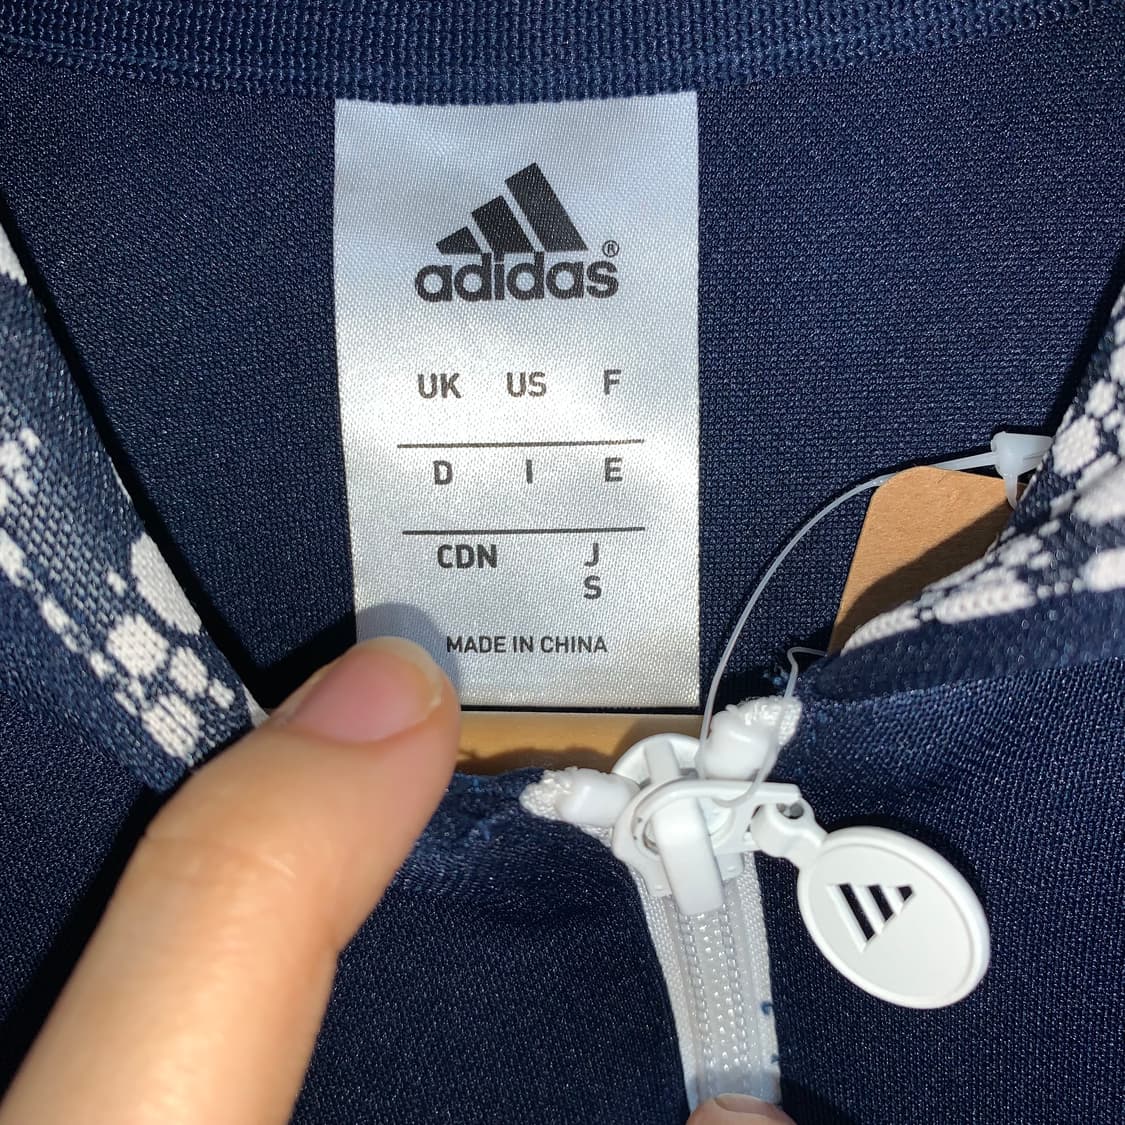 adidas®
UK US F
D I E
CDN J
S
MADE IN CHINA